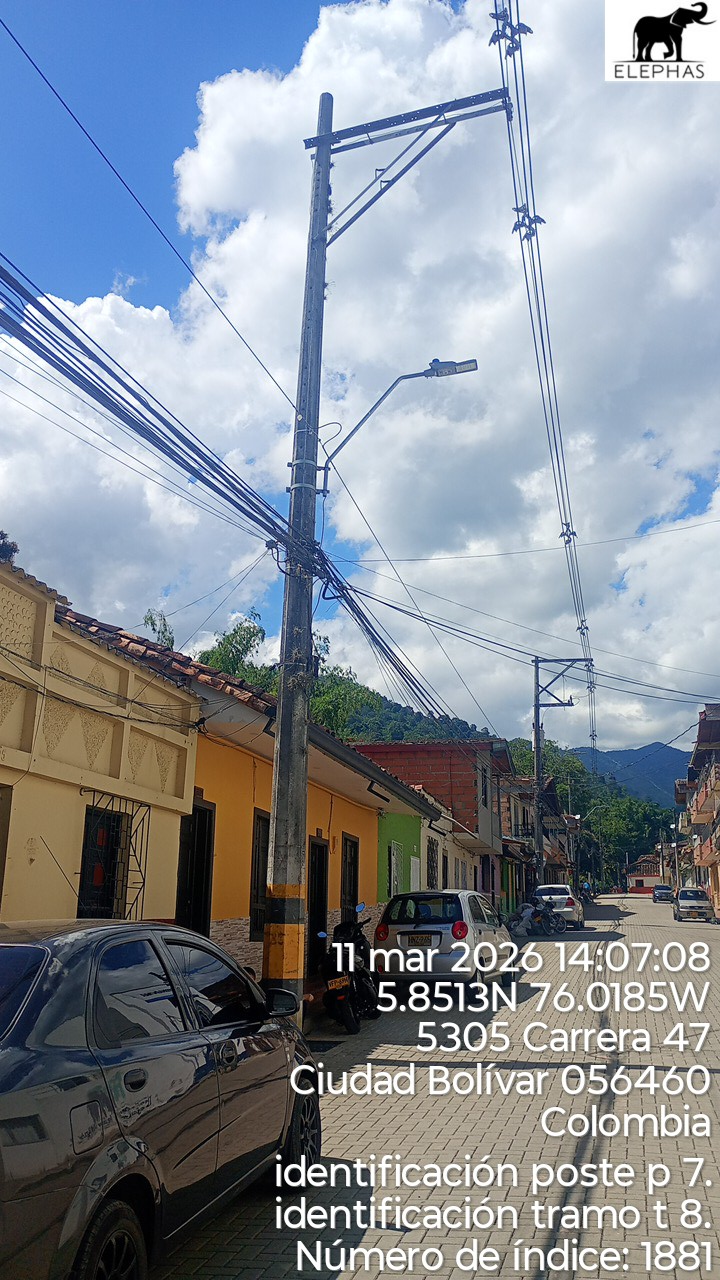 ELEPHAS
11 mar 2026 14:07:08
5.8513N 76.0185W
5305 Carrera 47
Ciudad Bolívar 056460
Colombia
identificación poste p 7.
identificación tramo t 8.
Número de índice: 1881